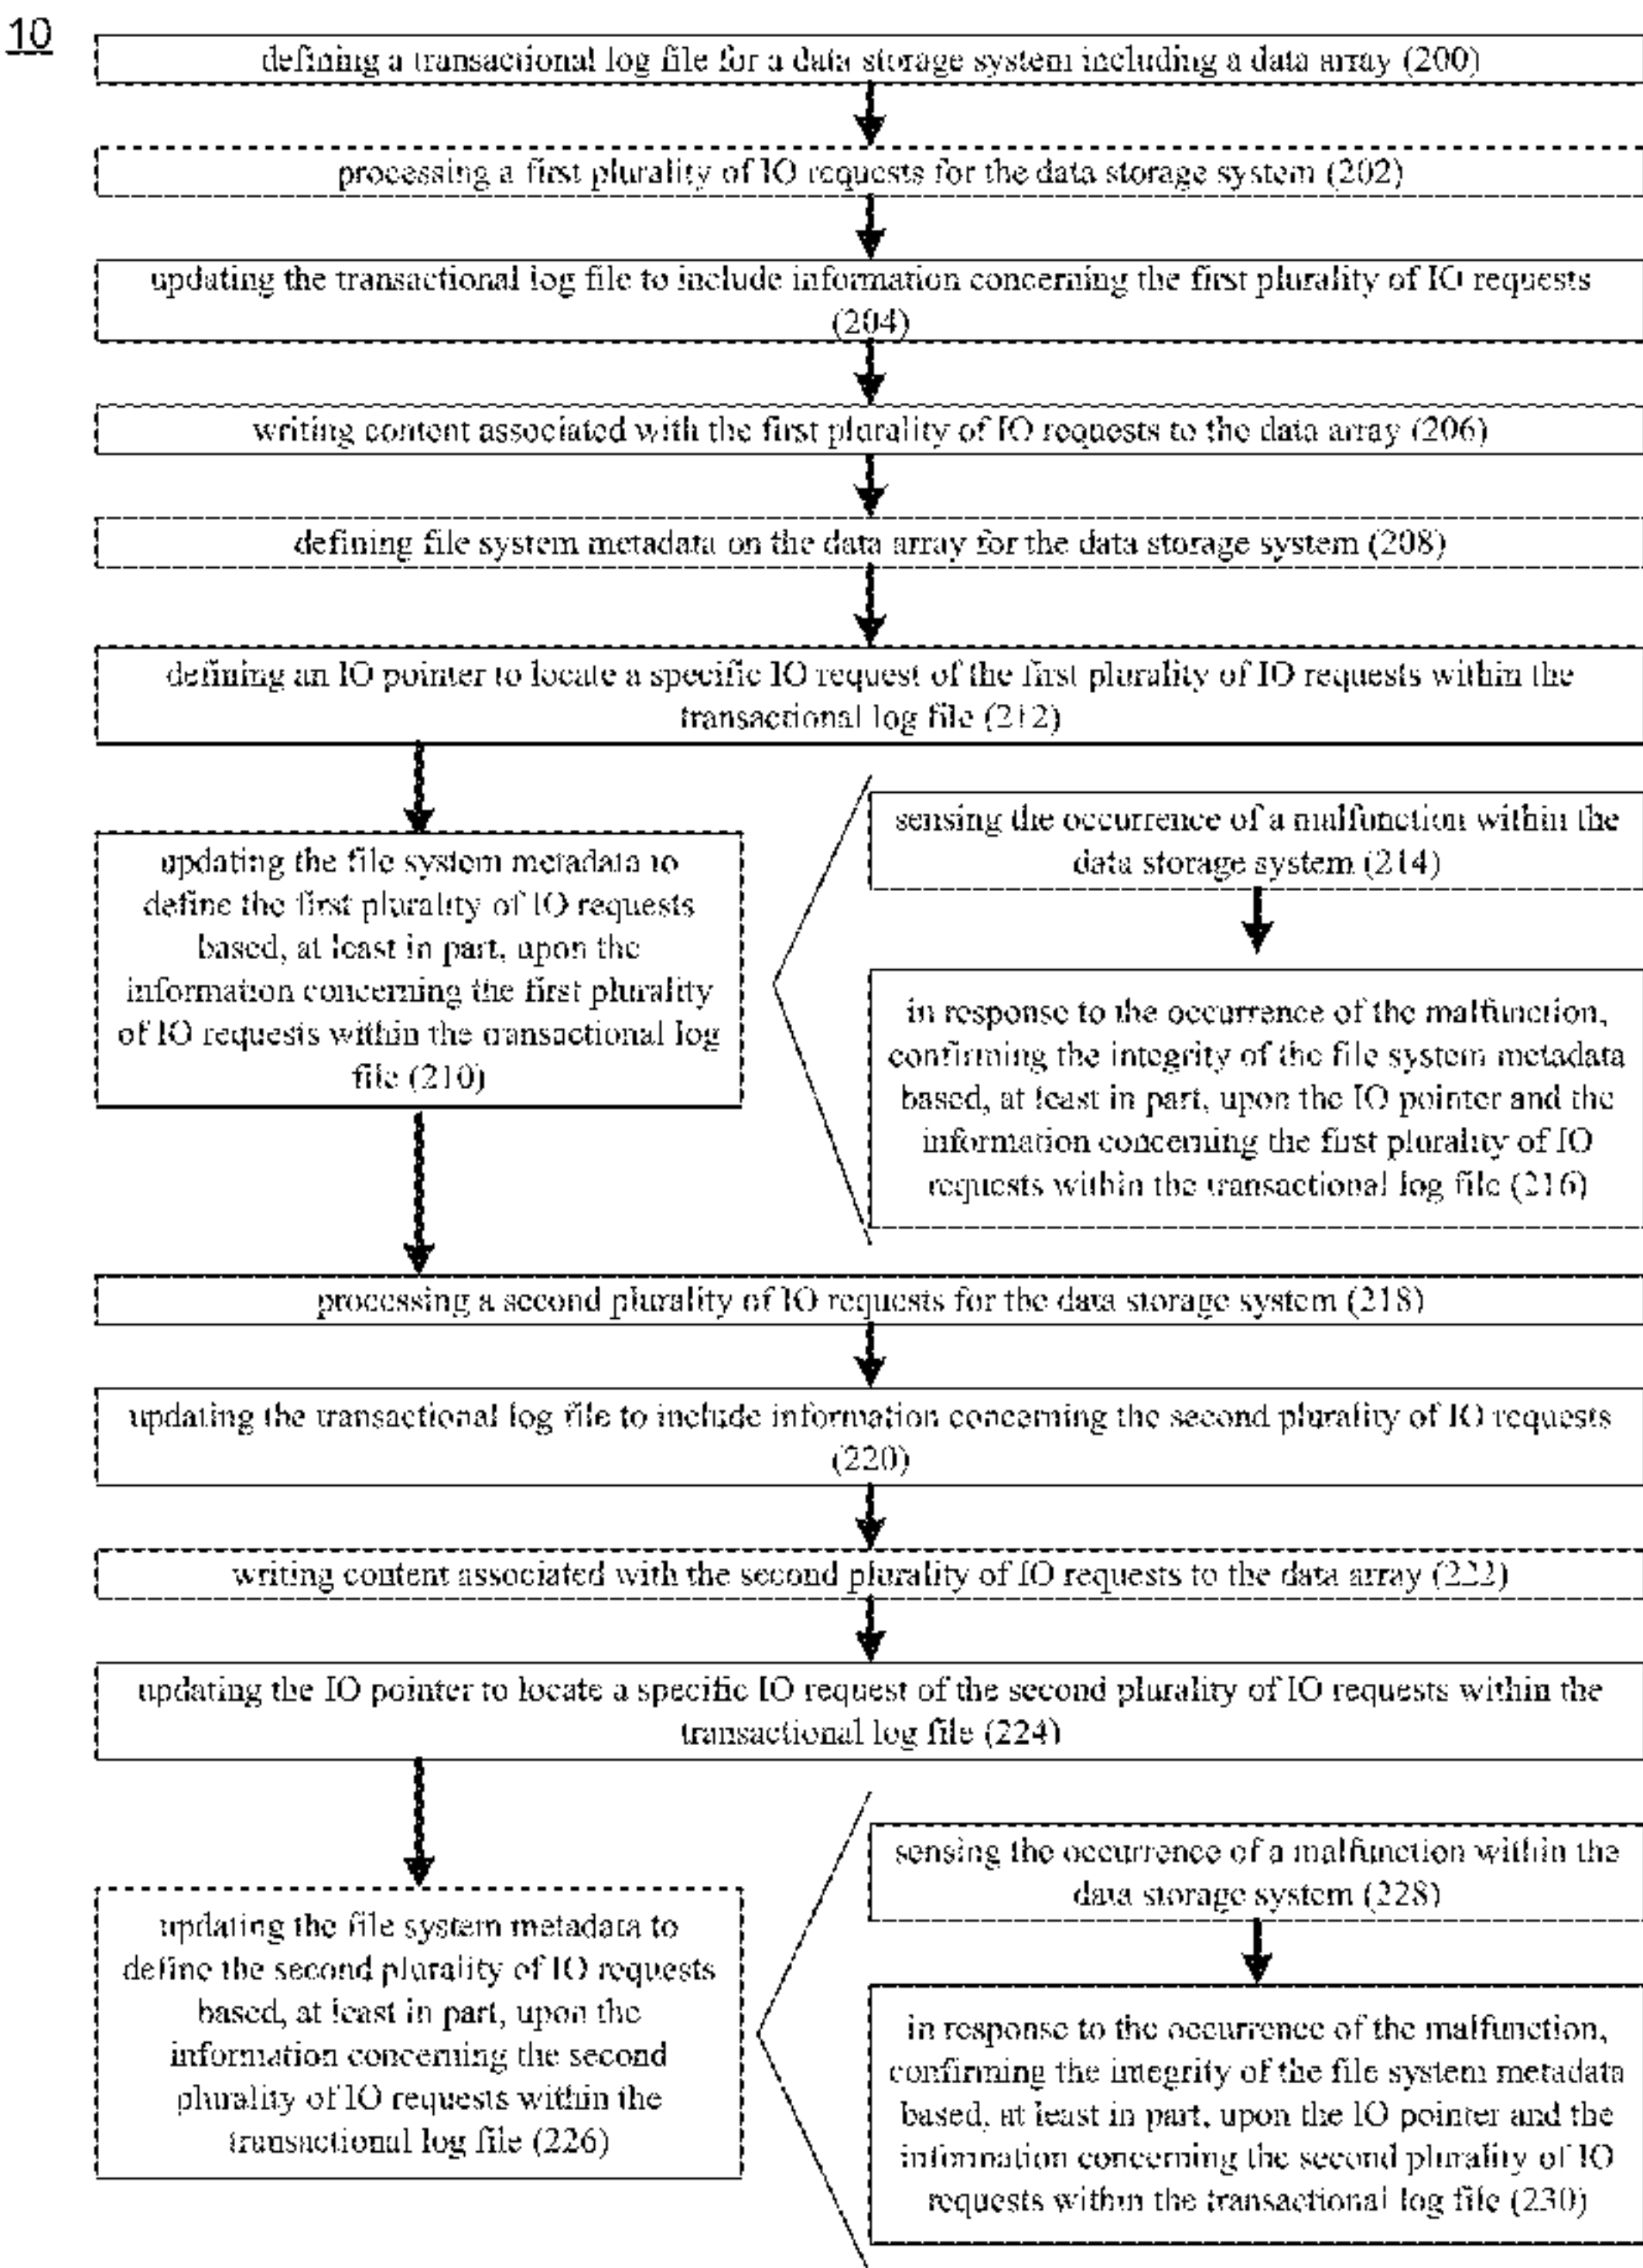 10
defining a transactional log file for a data storage system including a data array (200)
processing a first plurality of IO requests for the data storage system (202)
updating the transactional log file to include information concerning the first plurality of IO requests
(204)
writing content associated with the first plurality of IO requests to the data array (206)
defining file system metadata on the data array for the data storage system (208)
defining an IO pointer to locate a specific IO request of the first plurality of IO requests within the
transactional log file (212)
updating the file system metadata to
define the first plurality of IO requests
based, at least in part, upon the
information concerning the first plurality
of IO requests within the transactional log
file (210)
sensing the occurrence of a malfunction within the
data storage system (214)
in response to the occurrence of the malfunction,
confirming the integrity of the file system metadata
based, at least in part, upon the IO pointer and the
information concerning the first plurality of IO
requests within the transactional log file (216)
processing a second plurality of IO requests for the data storage system (218)
updating the transactional log file to include information concerning the second plurality of IO requests
(220)
writing content associated with the second plurality of IO requests to the data array (222)
updating the IO pointer to locate a specific IO request of the second plurality of IO requests within the
transactional log file (224)
updating the file system metadata to
define the second plurality of IO requests
based, at least in part, upon the
information concerning the second
plurality of IO requests within the
transactional log file (226)
sensing the occurrence of a malfunction within the
data storage system (228)
in response to the occurrence of the malfunction,
confirming the integrity of the file system metadata
based, at least in part, upon the IO pointer and the
information concerning the second plurality of IO
requests within the transactional log file (230)